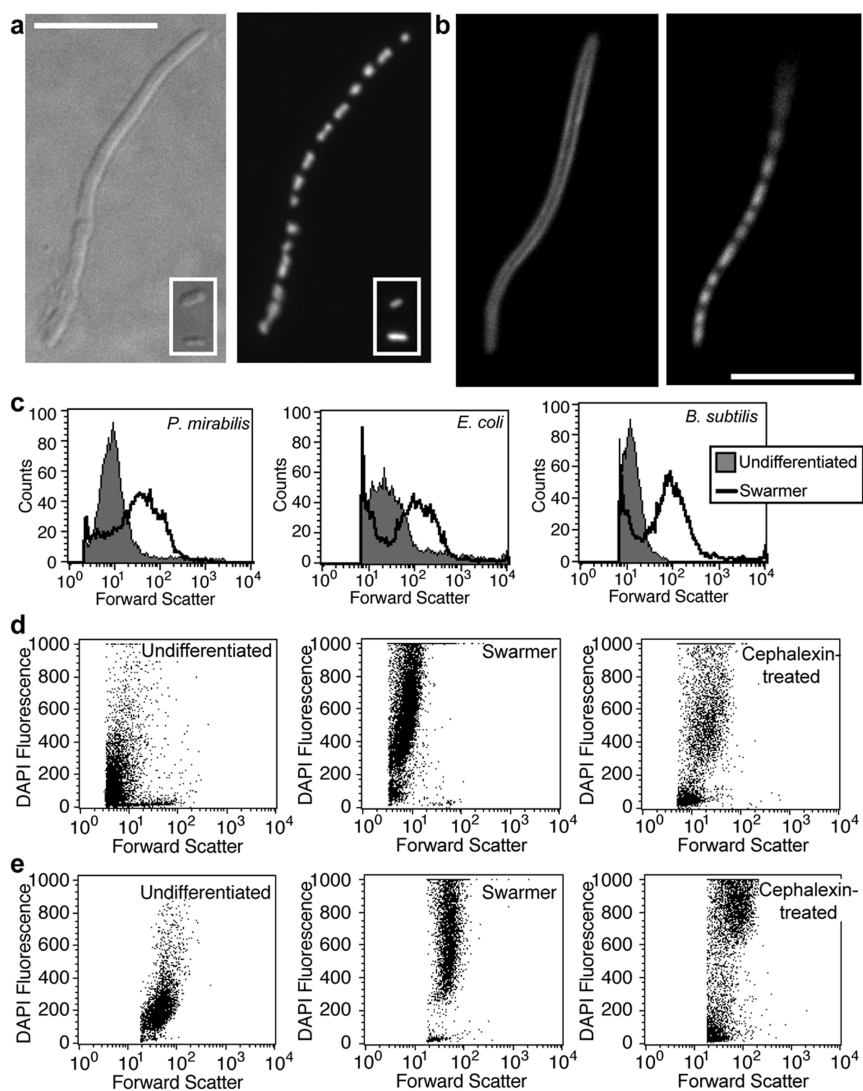 a
b
c
P. mirabilis
100
80
60
40
20
0
Counts
10⁰ 10¹ 10² 10³ 10⁴
Forward Scatter
E. coli
100
80
60
40
20
0
Counts
10⁰ 10¹ 10² 10³ 10⁴
Forward Scatter
B. subtilis
100
80
60
40
20
0
Counts
10⁰ 10¹ 10² 10³ 10⁴
Forward Scatter
Undifferentiated
Swarmer
d
Undifferentiated
1000
800
600
400
200
0
DAPI Fluorescence
10⁰ 10¹ 10² 10³ 10⁴
Forward Scatter
Swarmer
1000
800
600
400
200
0
DAPI Fluorescence
10⁰ 10¹ 10² 10³ 10⁴
Forward Scatter
Cephalexin-
treated
1000
800
600
400
200
0
DAPI Fluorescence
10⁰ 10¹ 10² 10³ 10⁴
Forward Scatter
e
Undifferentiated
1000
800
600
400
200
0
DAPI Fluorescence
10⁰ 10¹ 10² 10³ 10⁴
Forward Scatter
Swarmer
1000
800
600
400
200
0
DAPI Fluorescence
10⁰ 10¹ 10² 10³ 10⁴
Forward Scatter
Cephalexin-
treated
1000
800
600
400
200
0
DAPI Fluorescence
10⁰ 10¹ 10² 10³ 10⁴
Forward Scatter